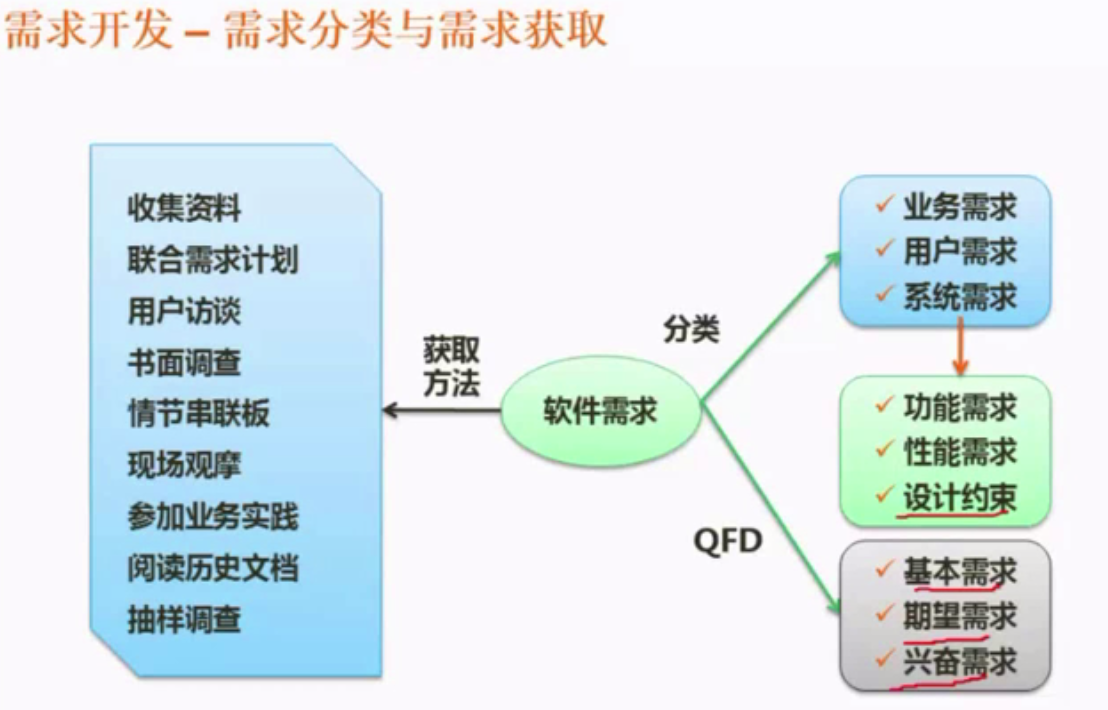 需求开发 – 需求分类与需求获取
收集资料
联合需求计划
用户访谈
书面调查
情节串联板
现场观摩
参加业务实践
阅读历史文档
抽样调查
获取
方法
软件需求
分类
QFD
✓ 业务需求
✓ 用户需求
✓ 系统需求
✓ 功能需求
✓ 性能需求
✓ 设计约束
✓ 基本需求
✓ 期望需求
✓ 兴奋需求